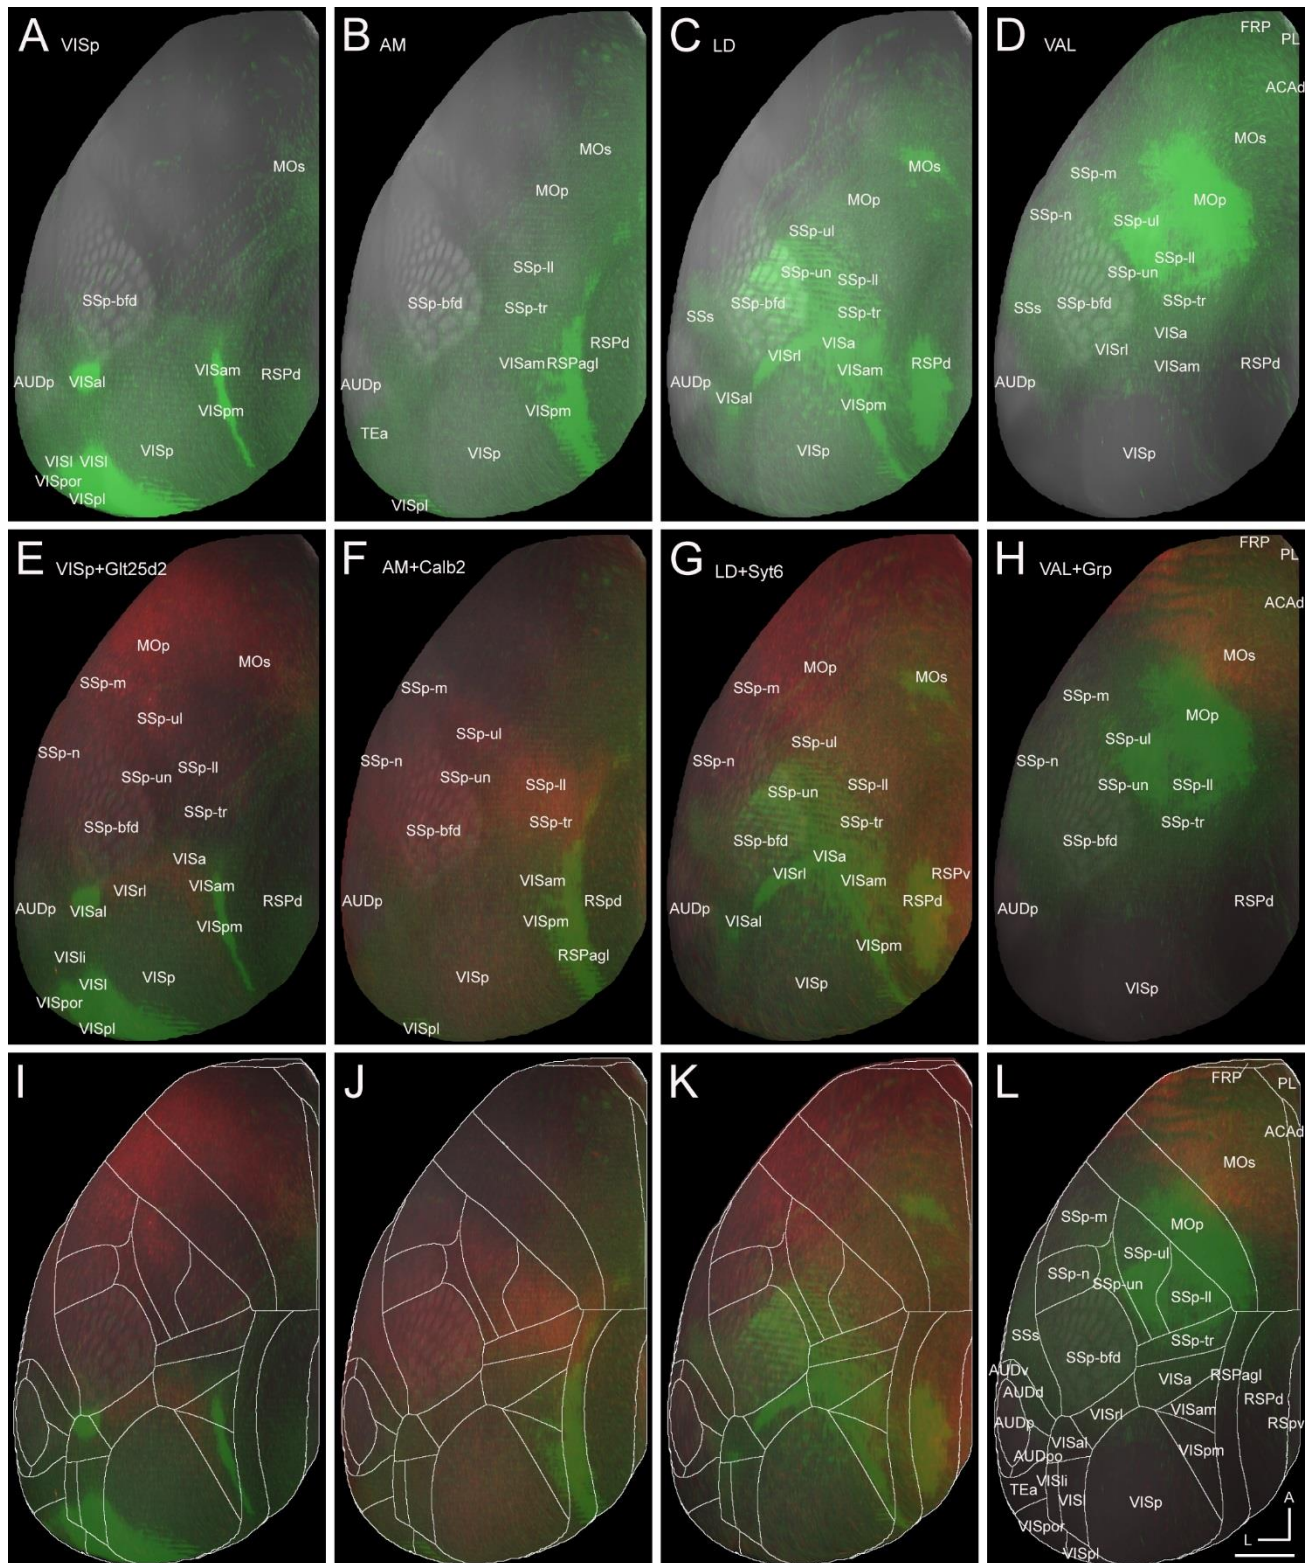 A VISp
MOs
SSp-bfd
AUDp VISal VISam RSPd
VISpm
VISp
VISl VISl
VISpor
VISpl
B AM
MOs
MOp
SSp-ll
SSp-bfd SSp-tr
RSPd
VISam RSPagl
AUDp
VISpm
TEa
VISp
VISpl
C LD
MOs
MOp
SSp-ul
SSp-un SSp-ll
SSp-bfd
SSs SSp-tr
VISrl VISa
VISam RSPd
AUDp
VISal VISpm
VISp
D VAL
FRP
PL
ACAd
MOs
SSp-m
MOp
SSp-n SSp-ul
SSp-ll
SSp-un
SSs SSp-bfd SSp-tr
VISa
VISrl
VISam RSPd
AUDp
VISp
E VISp+Glt25d2
MOp
MOs
SSp-m
SSp-ul
SSp-n
SSp-un SSp-ll
SSp-tr
SSp-bfd
VISa
VISrl VISam
AUDp VISal RSPd
VISpm
VISli
VISp
VISl
VISpor
VISpl
F AM+Calb2
SSp-m
SSp-ul
SSp-n
SSp-un SSp-ll
SSp-bfd SSp-tr
VISam
RSpd
VISpm
RSPagl
VISp
VISpl
G LD+Syt6
MOp
MOs
SSp-m
SSp-ul
SSp-n
SSp-un SSp-ll
SSp-bfd SSp-tr
VISa
VISrl VISam RSPv
RSPd
AUDp
VISal
VISpm
VISp
H VAL+Grp
FRP
PL
ACAd
MOs
SSp-m
MOp
SSp-ul
SSp-n
SSp-un SSp-ll
SSp-tr
SSp-bfd
RSPd
AUDp
VISp
I
J
K
L
FRP
PL
ACAd
MOs
SSp-m
MOp
SSp-ul
SSp-n
SSp-un
SSp-ll
SSs SSp-tr
SSp-bfd
AUDv RSPagl
VISa
AUDd RSPd
VISam
VISrl
AUDp RSpv
VISal
VISpm
AUDpo
VISli
TEa
VISl VISp
VISpor
A
L
VISpl